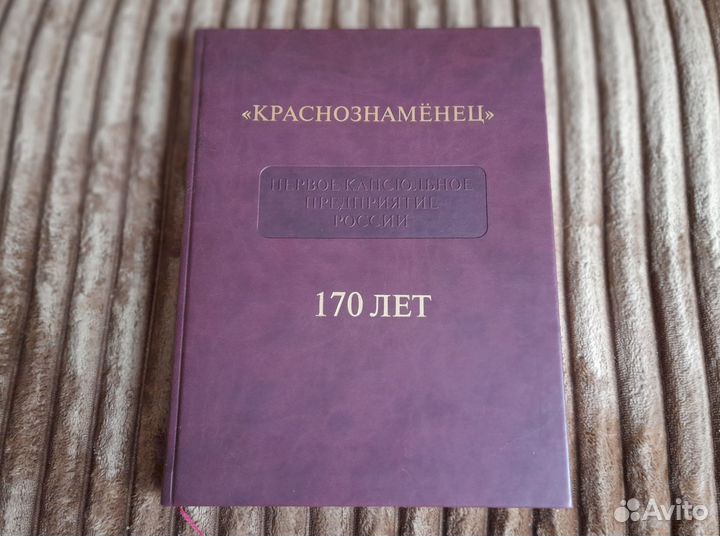 «КРАСНОЗНАМЁНЕЦ»
ПЕРВОЕ КАПСЮЛЬНОЕ
ПРЕДПРИЯТИЕ
РОССИИ
170 ЛЕТ
Avito